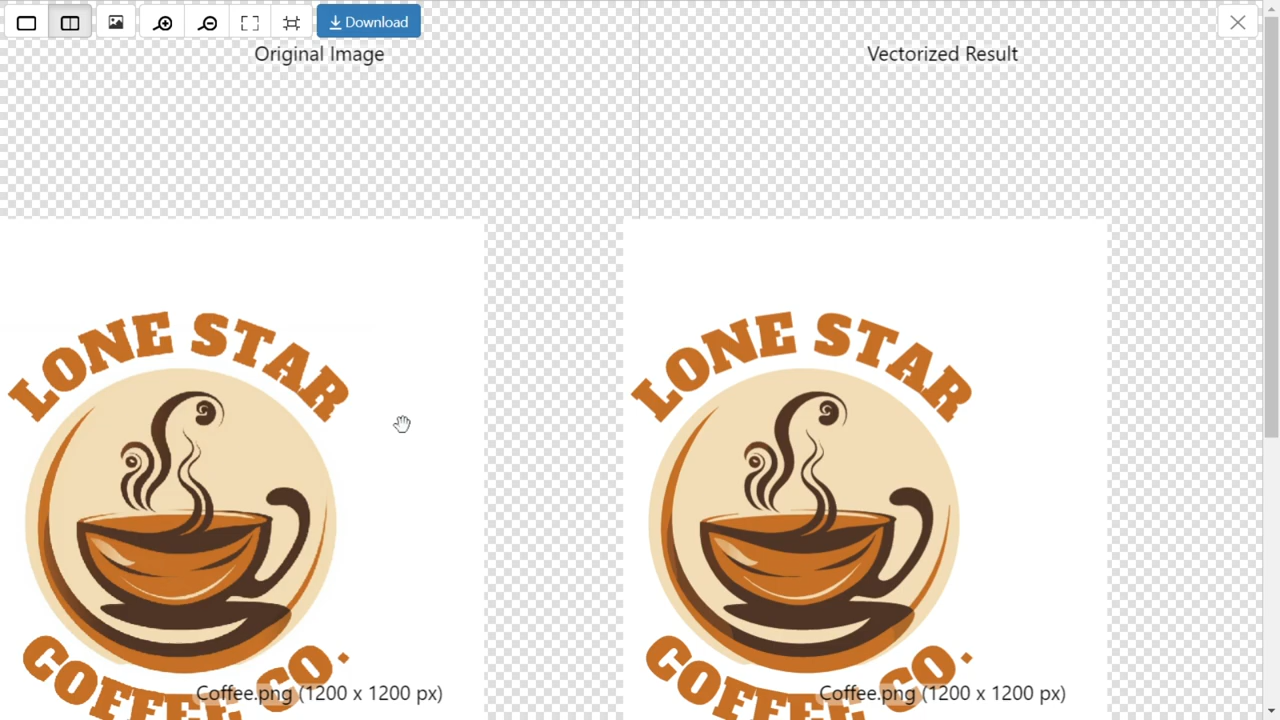 Download
Original Image
Vectorized Result
LONE STAR
LONE STAR
COFFEE CO.
COFFEE CO.
Coffee.png (1200 x 1200 px)
Coffee.png (1200 x 1200 px)